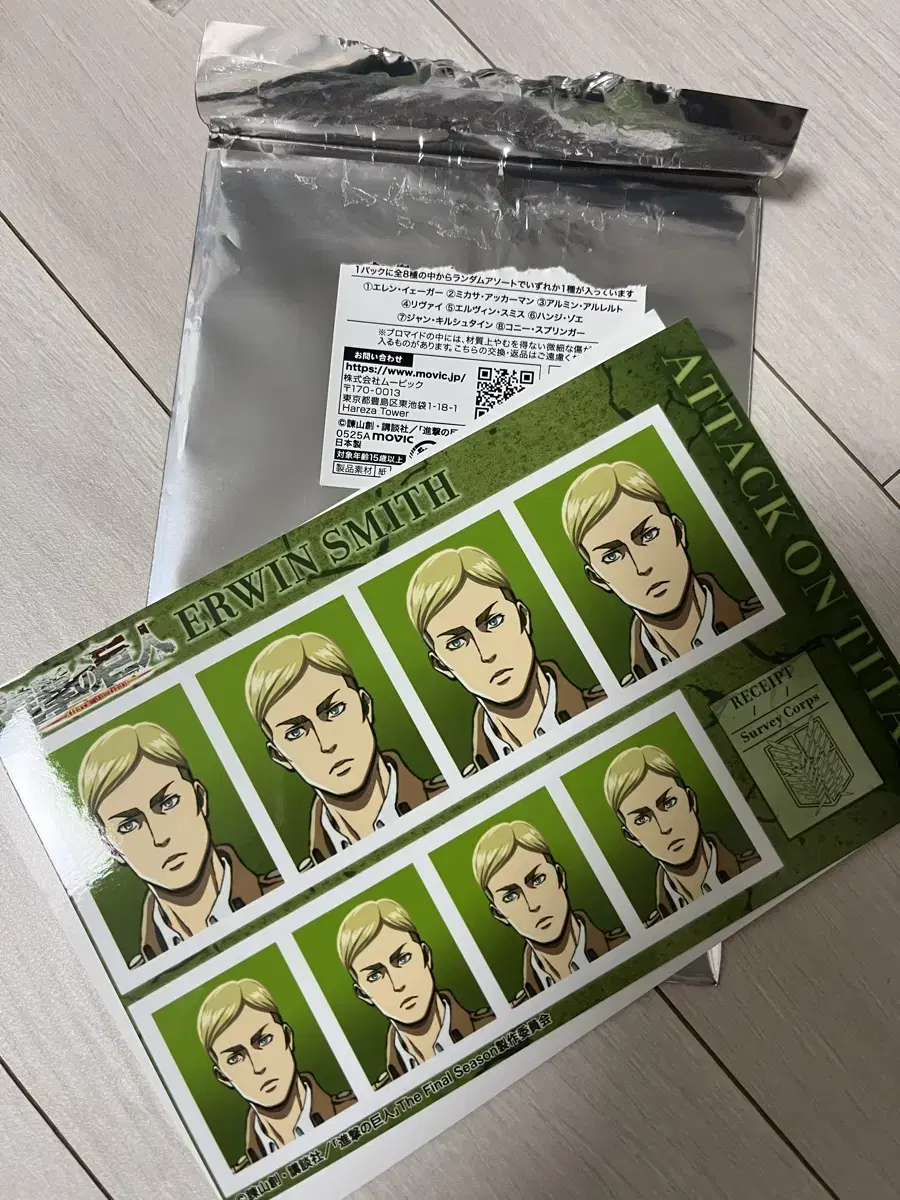 1パックに全8種の中からランダムアソートでいずれか1種が入っています
①エレン・イェーガー ②ミカサ・アッカーマン ③アルミン・アルレルト
④リヴァイ ⑤エルヴィン・スミス ⑥ハンジ・ゾエ
⑦ジャン・キルシュタイン ⑧コニー・スプリンガー
※ブロマイドの中には、材質上やむを得ない微細な傷が
入るものがあります。こちらの交換・返品はご遠慮くだ
お問い合わせ
https://www.movic.jp/
株式会社ムービック
〒170-0013
東京都豊島区東池袋1-18-1
Hareza Tower
©諫山創・講談社／「進撃の巨
0525A movic
日本製
対象年齢15歳以上
製品素材 紙
ERWIN SMITH
ATTACK ON TITA
撃の巨人
RECEIPT
/ /
Survey Corps
©諫山創・講談社／「進撃の巨人」The Final Season製作委員会